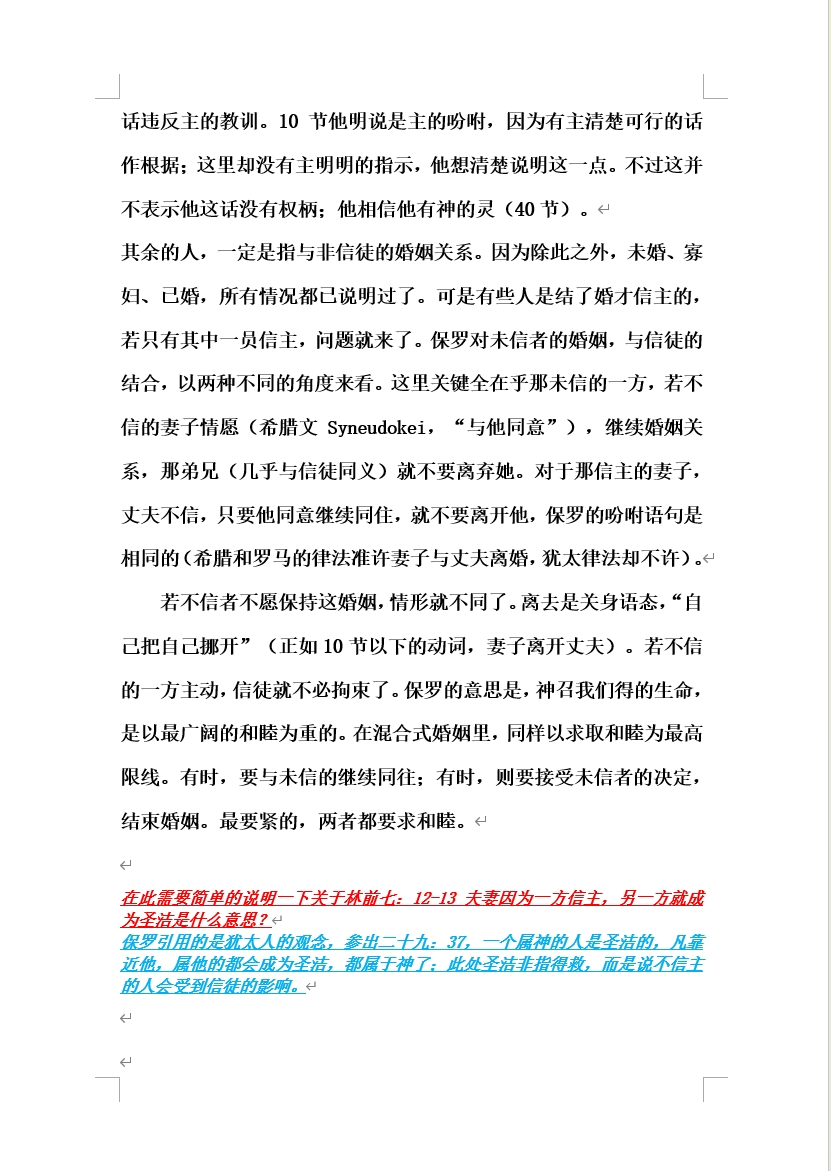 话违反主的教训。10 节他明说是主的吩咐，因为有主清楚可行的话
作根据；这里却没有主明明的指示，他想清楚说明这一点。不过这并
不表示他这话没有权柄；他相信他有神的灵（40 节）。
其余的人，一定是指与非信徒的婚姻关系。因为除此之外，未婚、寡
妇、已婚，所有情况都已说明过了。可是有些人是结了婚才信主的，
若只有其中一员信主，问题就来了。保罗对未信者的婚姻，与信徒的
结合，以两种不同的角度来看。这里关键全在乎那未信的一方，若不
信的妻子情愿（希腊文 Syneudokei，“与他同意”），继续婚姻关
系，那弟兄（几乎与信徒同义）就不要离弃她。对于那信主的妻子，
丈夫不信，只要他同意继续同住，就不要离开他，保罗的吩咐语句是
相同的（希腊和罗马的律法准许妻子与丈夫离婚，犹太律法却不许）。
若不信者不愿保持这婚姻，情形就不同了。离去是关身语态，“自
己把自己挪开”（正如 10 节以下的动词，妻子离开丈夫）。若不信
的一方主动，信徒就不必拘束了。保罗的意思是，神召我们得的生命，
是以最广阔的和睦为重的。在混合式婚姻里，同样以求取和睦为最高
限线。有时，要与未信的继续同往；有时，则要接受未信者的决定，
结束婚姻。最要紧的，两者都要求和睦。
在此需要简单的说明一下关于林前七：12-13 夫妻因为一方信主，另一方就成
为圣洁是什么意思？
保罗引用的是犹太人的观念，参出二十九：37，一个属神的人是圣洁的，凡靠
近他，属他的都会成为圣洁，都属于神了；此处圣洁非指得救，而是说不信主
的人会受到信徒的影响。